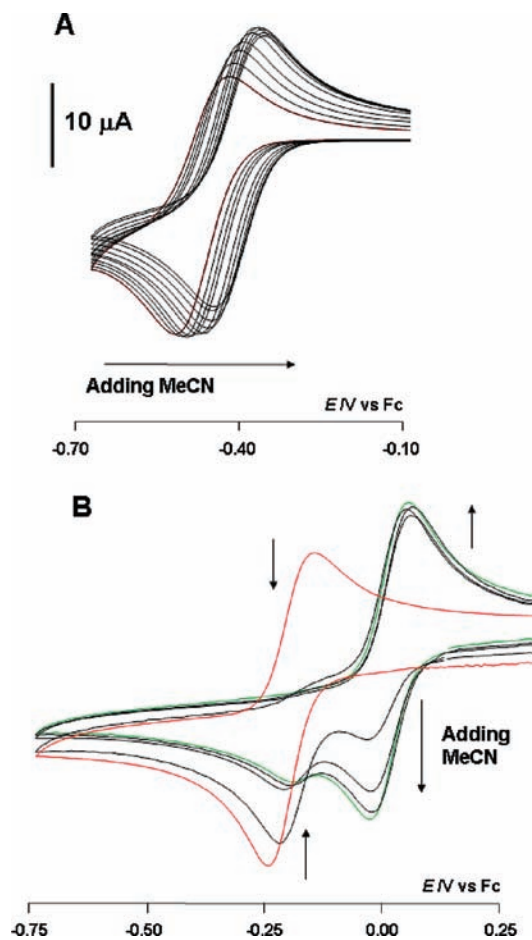 A
10 μA
Adding MeCN
E/V vs Fc
-0.70 -0.40 -0.10
B
Adding
MeCN
E/V vs Fc
-0.75 -0.50 -0.25 0.00 0.25